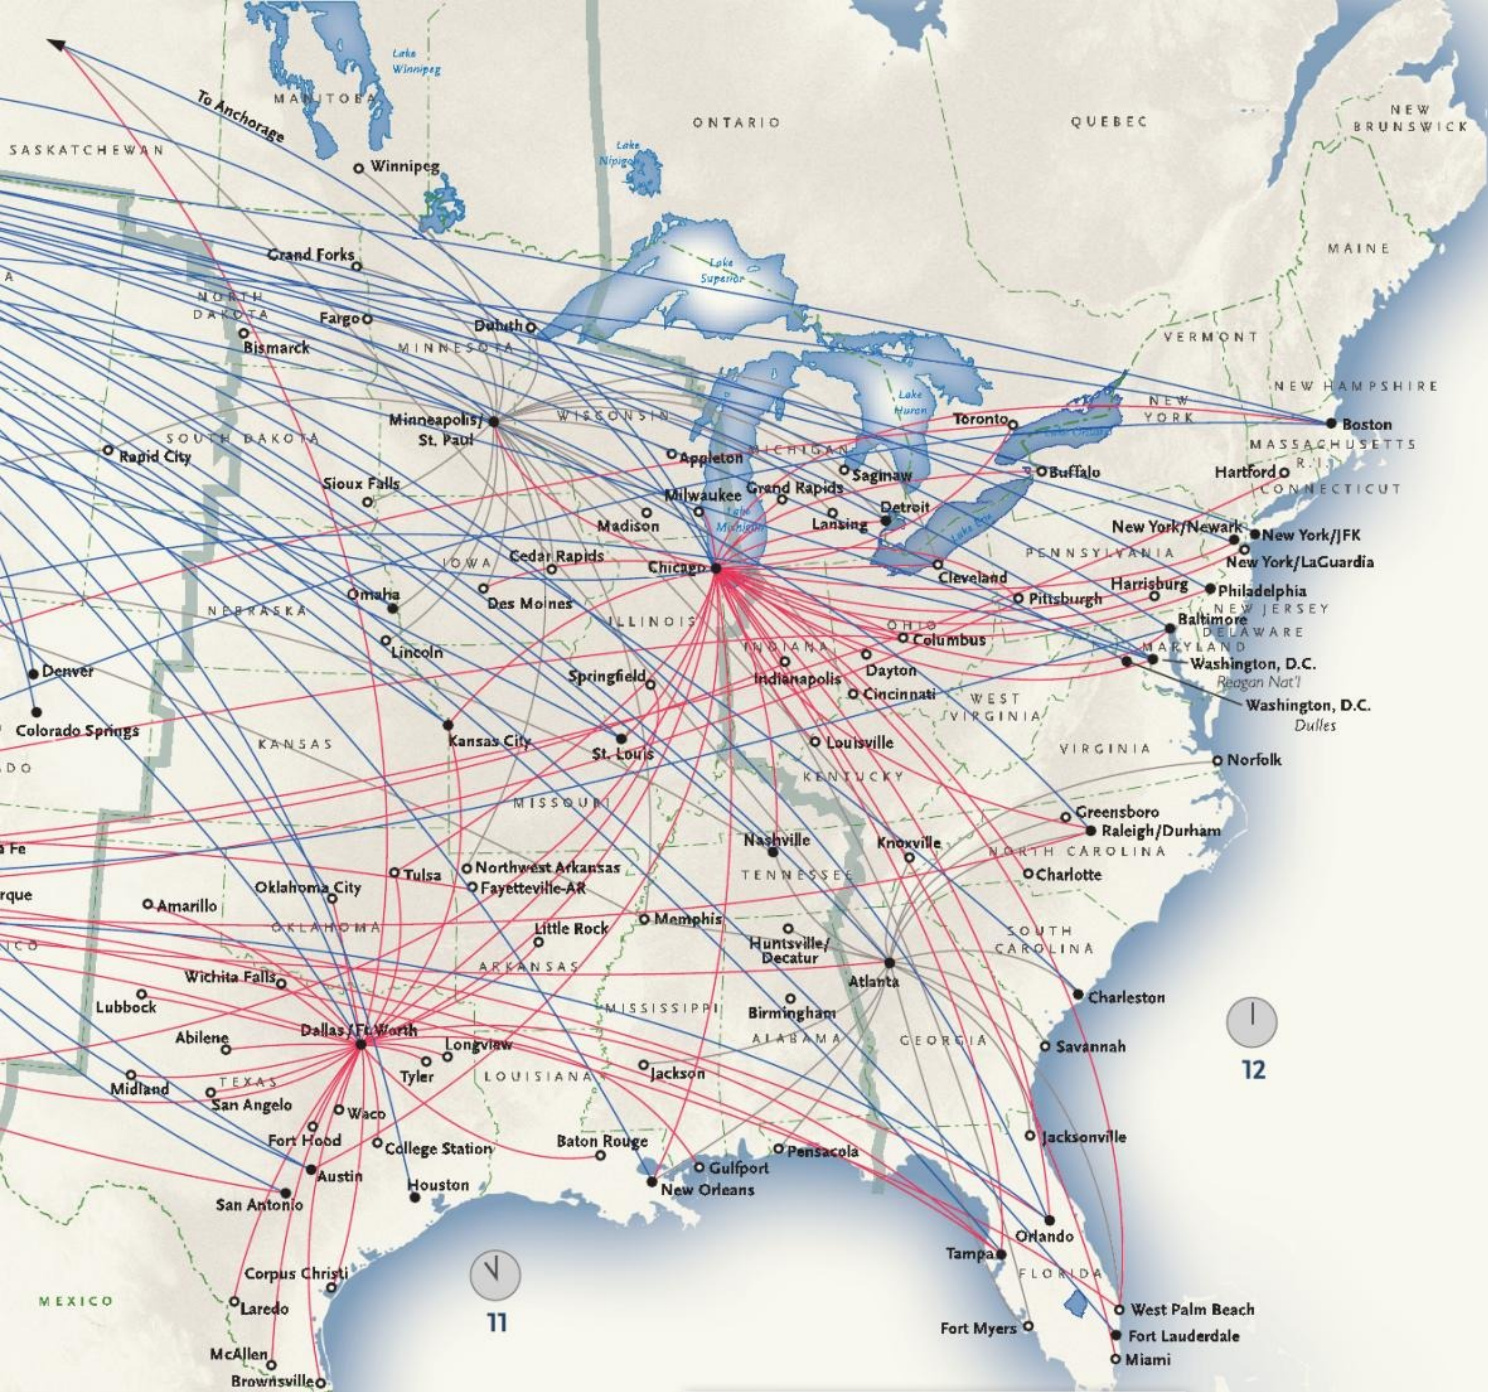 Lake
Winnipeg
To Anchorage
MANITOBA
ONTARIO
QUEBEC
NEW
BRUNSWICK
SASKATCHEWAN
Lake
Nipigon
Winnipeg
MAINE
Grand Forks
Lake
Superior
A
NORTH
DAKOTA
Fargo
Duluth
Bismarck
MINNESOTA
VERMONT
NEW HAMPSHIRE
Lake
Huron
NEW
YORK
Minneapolis/
St. Paul
WISCONSIN
Toronto
Boston
SOUTH DAKOTA
Rapid City
MICHIGAN
MASSACHUSETTS
R.I.
Appleton
Saginaw
Buffalo
Hartford
CONNECTICUT
Sioux Falls
Milwaukee
Grand Rapids
Madison
Lake
Michigan
Lansing
Detroit
Lake Erie
New York/Newark
New York/JFK
IOWA
Cedar Rapids
Chicago
PENNSYLVANIA
New York/LaGuardia
Cleveland
Omaha
Des Moines
Pittsburgh
Harrisburg
Philadelphia
NEBRASKA
ILLINOIS
NEW JERSEY
OHIO
Columbus
Baltimore
DELAWARE
Lincoln
INDIANA
MARYLAND
Denver
Springfield
Indianapolis
Dayton
Washington, D.C.
Reagan Nat'l
Cincinnati
WEST
VIRGINIA
Washington, D.C.
Dulles
Colorado Springs
KANSAS
Kansas City
St. Louis
Louisville
VIRGINIA
Norfolk
DO
KENTUCKY
MISSOURI
Greensboro
Raleigh/Durham
a Fe
Nashville
Knoxville
NORTH CAROLINA
Tulsa
Northwest Arkansas
Fayetteville-AR
TENNESSEE
Charlotte
rque
Oklahoma City
Amarillo
OKLAHOMA
Memphis
Little Rock
ICO
Huntsville/
Decatur
SOUTH
CAROLINA
ARKANSAS
Wichita Falls
Atlanta
Lubbock
MISSISSIPPI
Birmingham
Charleston
Abilene
Dallas/Ft. Worth
Longview
ALABAMA
GEORGIA
Savannah
12
Midland
TEXAS
Tyler
LOUISIANA
Jackson
San Angelo
Waco
Fort Hood
College Station
Baton Rouge
Jacksonville
Pensacola
Austin
Gulfport
Houston
New Orleans
San Antonio
Orlando
Tampa
FLORIDA
Corpus Christi
MEXICO
Laredo
11
West Palm Beach
Fort Myers
Fort Lauderdale
McAllen
Miami
Brownsville